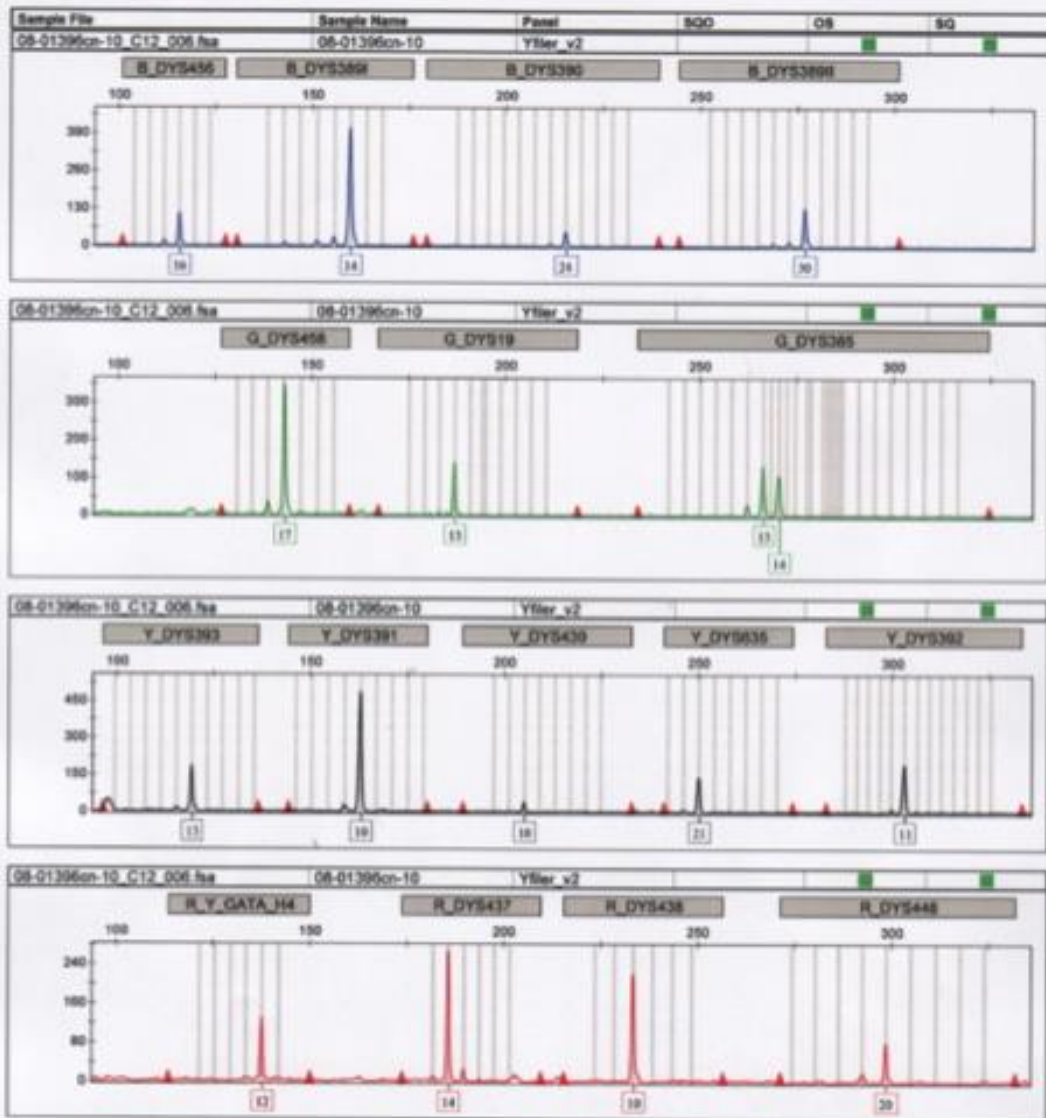 Sample File Sample Name Panel SQO OS SQ
08-01396cn-10_C12_006.fsa 08-01396cn-10 Yfiler_v2
B_DYS456 B_DYS389I B_DYS390 B_DYS389II
100 150 200 250 300
390
260
130
0
14 30
08-01396cn-10_C12_006.fsa 08-01396cn-10 Yfiler_v2
G_DYS458 G_DYS19 G_DYS385
100 150 200 250 300
300
200
100
0
17 13 13
14
08-01396cn-10_C12_006.fsa 08-01396cn-10 Yfiler_v2
Y_DYS393 Y_DYS391 Y_DYS439 Y_DYS635 Y_DYS392
100 150 200 250 300
450
300
150
0
13 10 21 11
08-01396cn-10_C12_006.fsa 08-01396cn-10 Yfiler_v2
R_Y_GATA_H4 R_DYS437 R_DYS438 R_DYS448
100 150 200 250 300
240
160
80
0
14 10 20